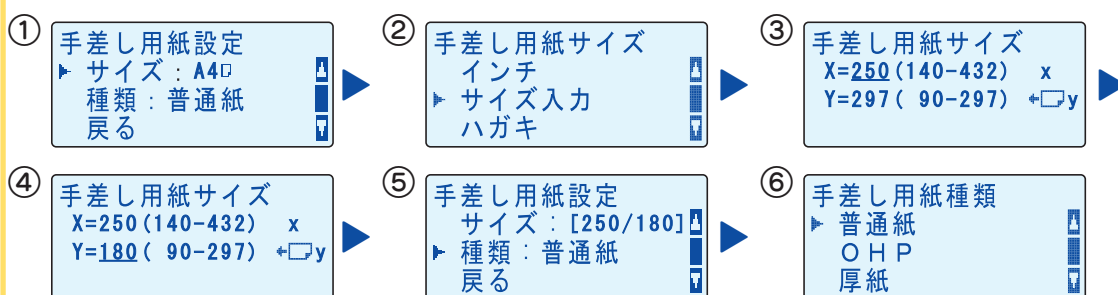 ①
手差し用紙設定
サイズ：A4
種類：普通紙
戻る
②
手差し用紙サイズ
インチ
サイズ入力
ハガキ
③
手差し用紙サイズ
X=250(140-432) x
Y=297( 90-297) y
④
手差し用紙サイズ
X=250(140-432) x
Y=180( 90-297) y
⑤
手差し用紙設定
サイズ：[250/180]
種類：普通紙
戻る
⑥
手差し用紙種類
普通紙
ＯＨＰ
厚紙